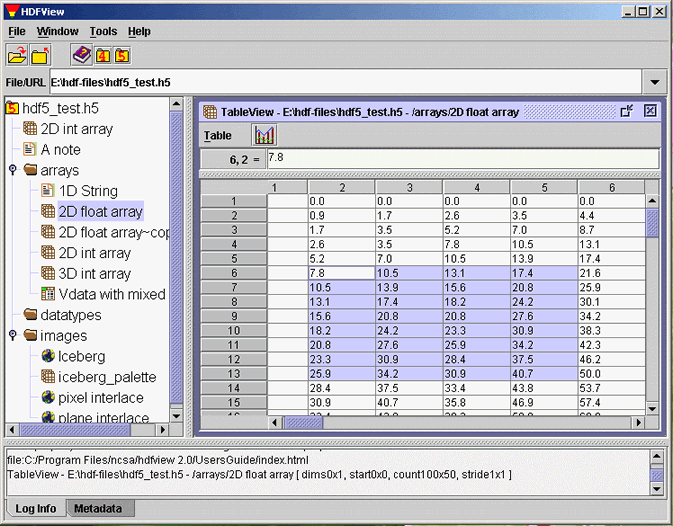 HDFView
File Window Tools Help
4 5
File/URL E:\hdf-files\hdf5_test.h5
5 hdf5_test.h5
2D int array
A note
arrays
1D String
2D float array
2D float array~cop
2D int array
3D int array
Vdata with mixed
datatypes
images
Iceberg
iceberg_palette
pixel interlace
plane interlace
TableView - E:\hdf-files\hdf5_test.h5 - /arrays/2D float array
Table
6, 2 = 7.8
1 2 3 4 5 6
1 0.0 0.0 0.0 0.0 0.0
2 0.9 1.7 2.6 3.5 4.4
3 1.7 3.5 5.2 7.0 8.7
4 2.6 3.5 7.8 10.5 13.1
5 5.2 7.0 10.5 13.9 17.4
6 7.8 10.5 13.1 17.4 21.6
7 10.5 13.9 15.6 20.8 25.9
8 13.1 17.4 18.2 24.2 30.1
9 15.6 20.8 20.8 27.6 34.2
10 18.2 24.2 23.3 30.9 38.3
11 20.8 27.6 25.9 34.2 42.3
12 23.3 30.9 28.4 37.5 46.2
13 25.9 34.2 30.9 40.7 50.0
14 28.4 37.5 33.4 43.8 53.7
15 30.9 40.7 35.8 46.9 57.4
file:C:/Program Files/ncsa/hdfview 2.0/UsersGuide/index.html
TableView - E:\hdf-files\hdf5_test.h5 - /arrays/2D float array [ dims0x1, start0x0, count100x50, stride1x1 ]
Log Info Metadata